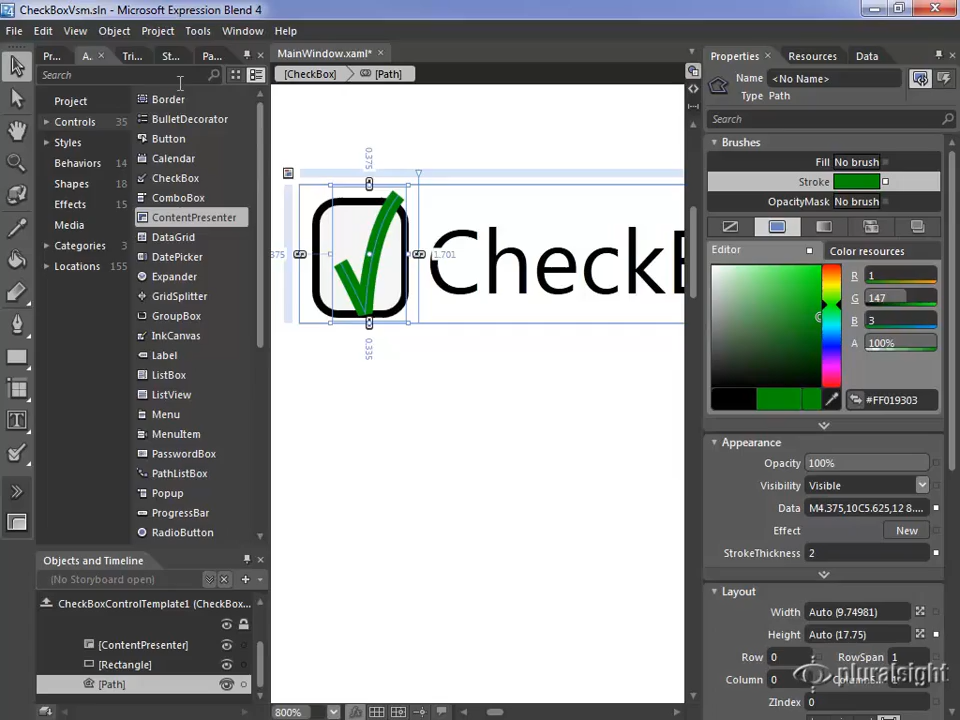 CheckBoxVsm.sln - Microsoft Expression Blend 4
File Edit View Object Project Tools Window Help
Pr... A. Tri... St... Pa...
MainWindow.xaml*
Properties Resources Data
Search
[CheckBox] [Path]
Name <No Name>
Type Path
Search
Project
Controls 35
Styles
Behaviors 14
Shapes 18
Effects 15
Media
Categories 3
Locations 155
Border
BulletDecorator
Button
Calendar
CheckBox
ComboBox
ContentPresenter
DataGrid
DatePicker
Expander
GridSplitter
GroupBox
InkCanvas
Label
ListBox
ListView
Menu
MenuItem
PasswordBox
PathListBox
Popup
ProgressBar
RadioButton
0.375
375
1.701
0.335
CheckB
Brushes
Fill No brush
Stroke
OpacityMask No brush
Editor Color resources
R 1
G 147
B 3
A 100%
#FF019303
Appearance
Opacity 100%
Visibility Visible
Data M4.375,10C5.625,12 8....
Effect New
StrokeThickness 2
Layout
Width Auto (9.74981)
Height Auto (17.75)
Row 0 RowSpan 1
Column 0
ZIndex 0
pluralsight
Objects and Timeline
(No Storyboard open)
CheckBoxControlTemplate1 (CheckBox...
[ContentPresenter]
[Rectangle]
[Path]
800%